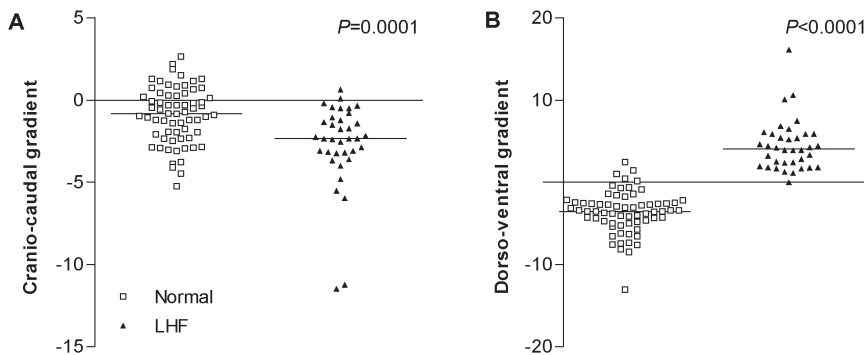 A
Cranio-caudal gradient
5
0
-5
-10
-15
P=0.0001
Normal
LHF
B
Dorso-ventral gradient
20
10
0
-10
-20
P<0.0001